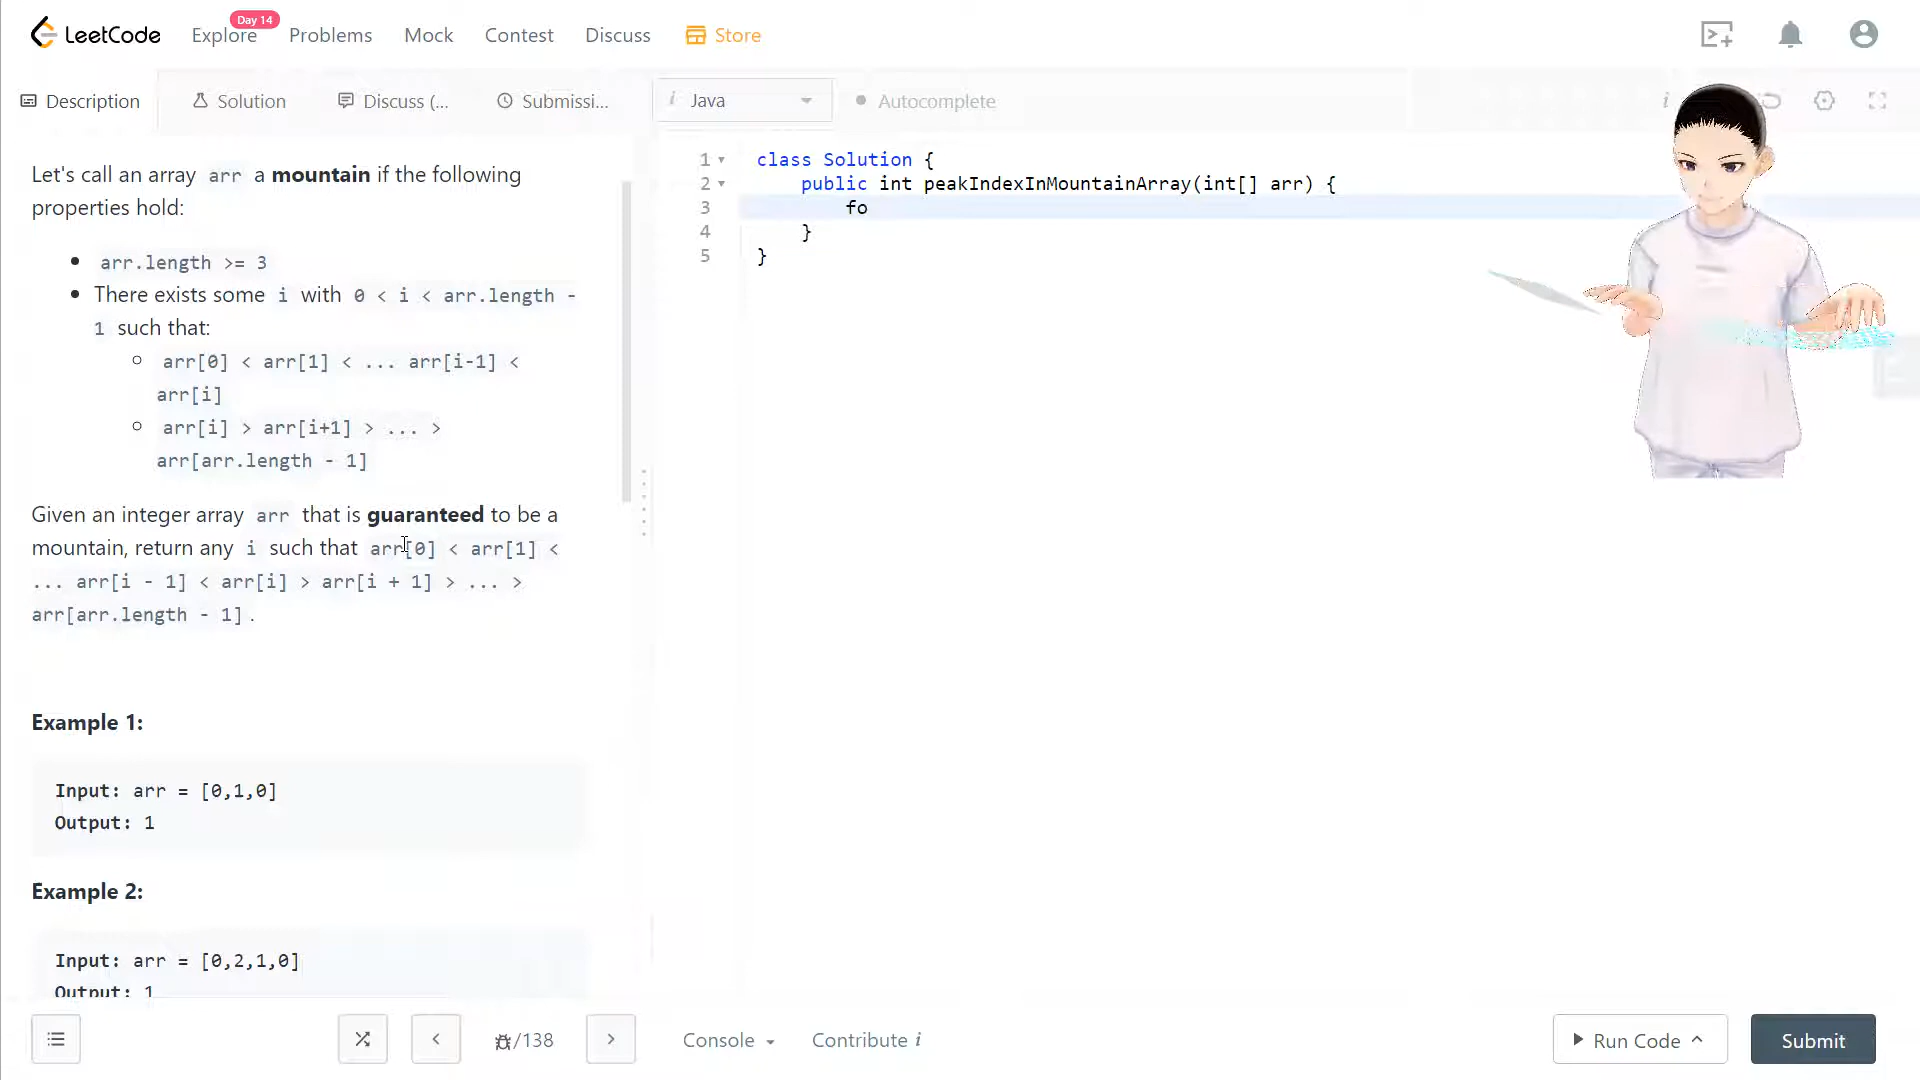 Day 14
LeetCode Explore Problems Mock Contest Discuss Store
Description Solution Discuss (... Submissi...
i Java Autocomplete i
Let's call an array arr a mountain if the following
properties hold:
arr.length >= 3
There exists some i with 0 < i < arr.length -
1 such that:
arr[0] < arr[1] < ... arr[i-1] <
arr[i]
arr[i] > arr[i+1] > ... >
arr[arr.length - 1]
Given an integer array arr that is guaranteed to be a
mountain, return any i such that arr[0] < arr[1] <
... arr[i - 1] < arr[i] > arr[i + 1] > ... >
arr[arr.length - 1] .
Example 1:
Input: arr = [0,1,0]
Output: 1
Example 2:
Input: arr = [0,2,1,0]
Output: 1
1 class Solution {
2 public int peakIndexInMountainArray(int[] arr) {
3 fo
4 }
5 }
/138
Console Contribute i
Run Code Submit